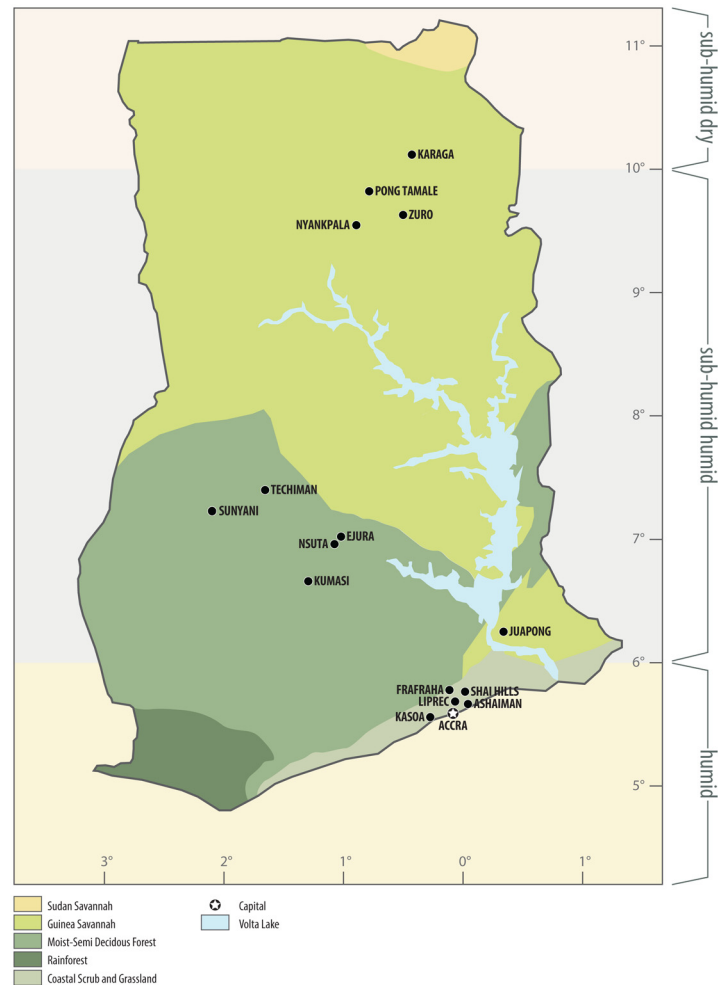 11°
sub-humid dry
KARAGA
10°
PONG TAMALE
ZURO
NYANKPALA
9°
sub-humid humid
8°
TECHIMAN
SUNYANI
7°
EJURA
NSUTA
KUMASI
JUAPONG
6°
FRAFRAHA
SHAI HILLS
LIPREC
ASHAIMAN
KASOA
ACCRA
humid
5°
3° 2° 1° 0° 1°
Sudan Savannah
Capital
Guinea Savannah
Volta Lake
Moist-Semi Decidous Forest
Rainforest
Coastal Scrub and Grassland